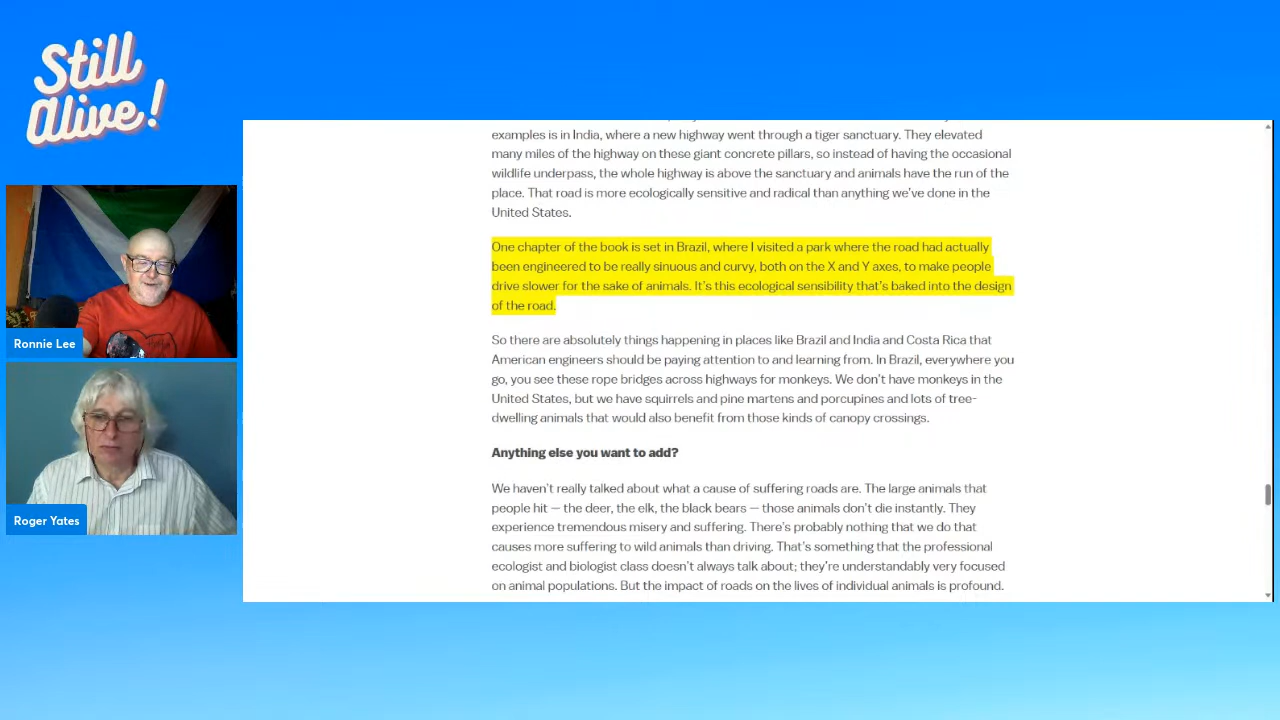 Still
Alive!
examples is in India, where a new highway went through a tiger sanctuary. They elevated
many miles of the highway on these giant concrete pillars, so instead of having the occasional
wildlife underpass, the whole highway is above the sanctuary and animals have the run of the
place. That road is more ecologically sensitive and radical than anything we've done in the
United States.
One chapter of the book is set in Brazil, where I visited a park where the road had actually
been engineered to be really sinuous and curvy, both on the X and Y axes, to make people
drive slower for the sake of animals. It's this ecological sensibility that's baked into the design
of the road.
So there are absolutely things happening in places like Brazil and India and Costa Rica that
American engineers should be paying attention to and learning from. In Brazil, everywhere you
go, you see these rope bridges across highways for monkeys. We don't have monkeys in the
United States, but we have squirrels and pine martens and porcupines and lots of tree-
dwelling animals that would also benefit from those kinds of canopy crossings.
Anything else you want to add?
We haven't really talked about what a cause of suffering roads are. The large animals that
people hit — the deer, the elk, the black bears — those animals don't die instantly. They
experience tremendous misery and suffering. There's probably nothing that we do that
causes more suffering to wild animals than driving. That's something that the professional
ecologist and biologist class doesn't always talk about; they're understandably very focused
on animal populations. But the impact of roads on the lives of individual animals is profound.
Ronnie Lee
Roger Yates